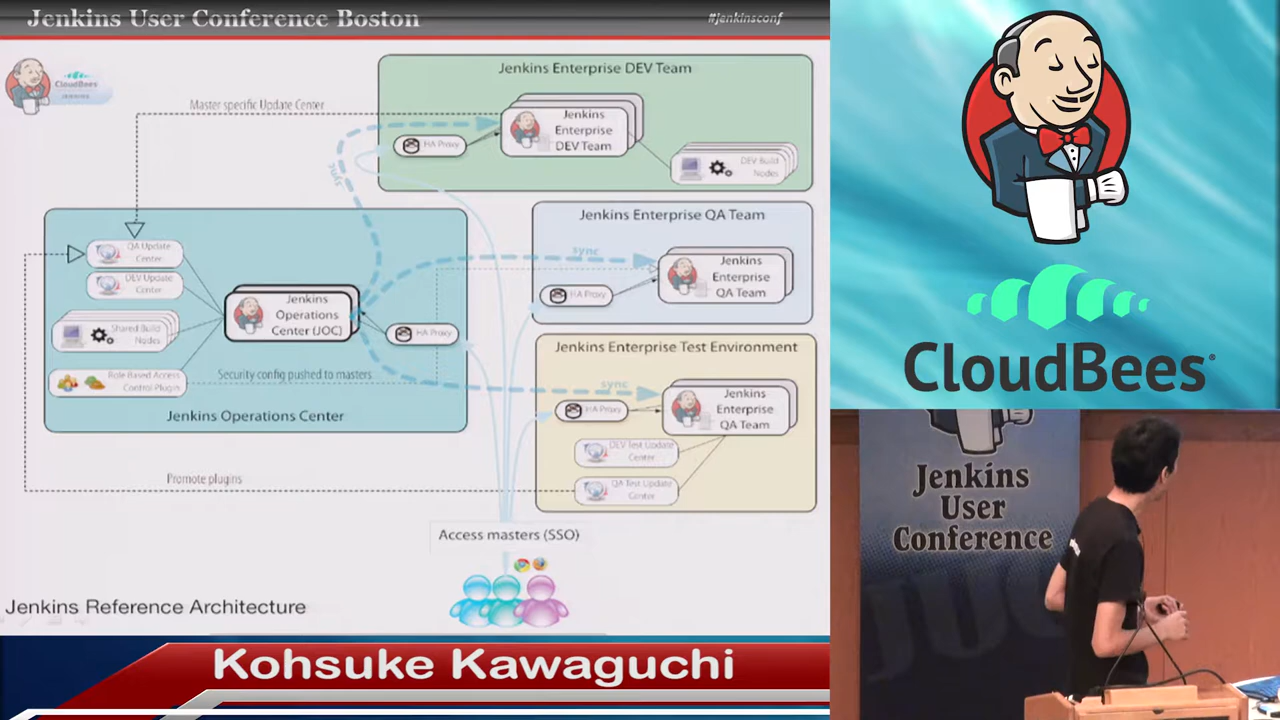 Jenkins User Conference Boston
#jenkinsconf
CloudBees
Jenkins Enterprise DEV Team
Master specific Update Center
Jenkins
Enterprise
DEV Team
HA Proxy
DEV Build
Nodes
sync
Jenkins Enterprise QA Team
QA Update
Center
DEV Update
Center
Shared Build
Nodes
Role Based Access
Control Plugin
Jenkins
Operations
Center (JOC)
HA Proxy
Security config pushed to masters
Jenkins Operations Center
sync
Jenkins
Enterprise
QA Team
HA Proxy
Jenkins Enterprise Test Environment
sync
Jenkins
Enterprise
QA Team
HA Proxy
DEV Test Update
Center
QA Test Update
Center
Promote plugins
Access masters (SSO)
Jenkins Reference Architecture
Kohsuke Kawaguchi
CloudBees
Jenkins
User
Conference
JUC